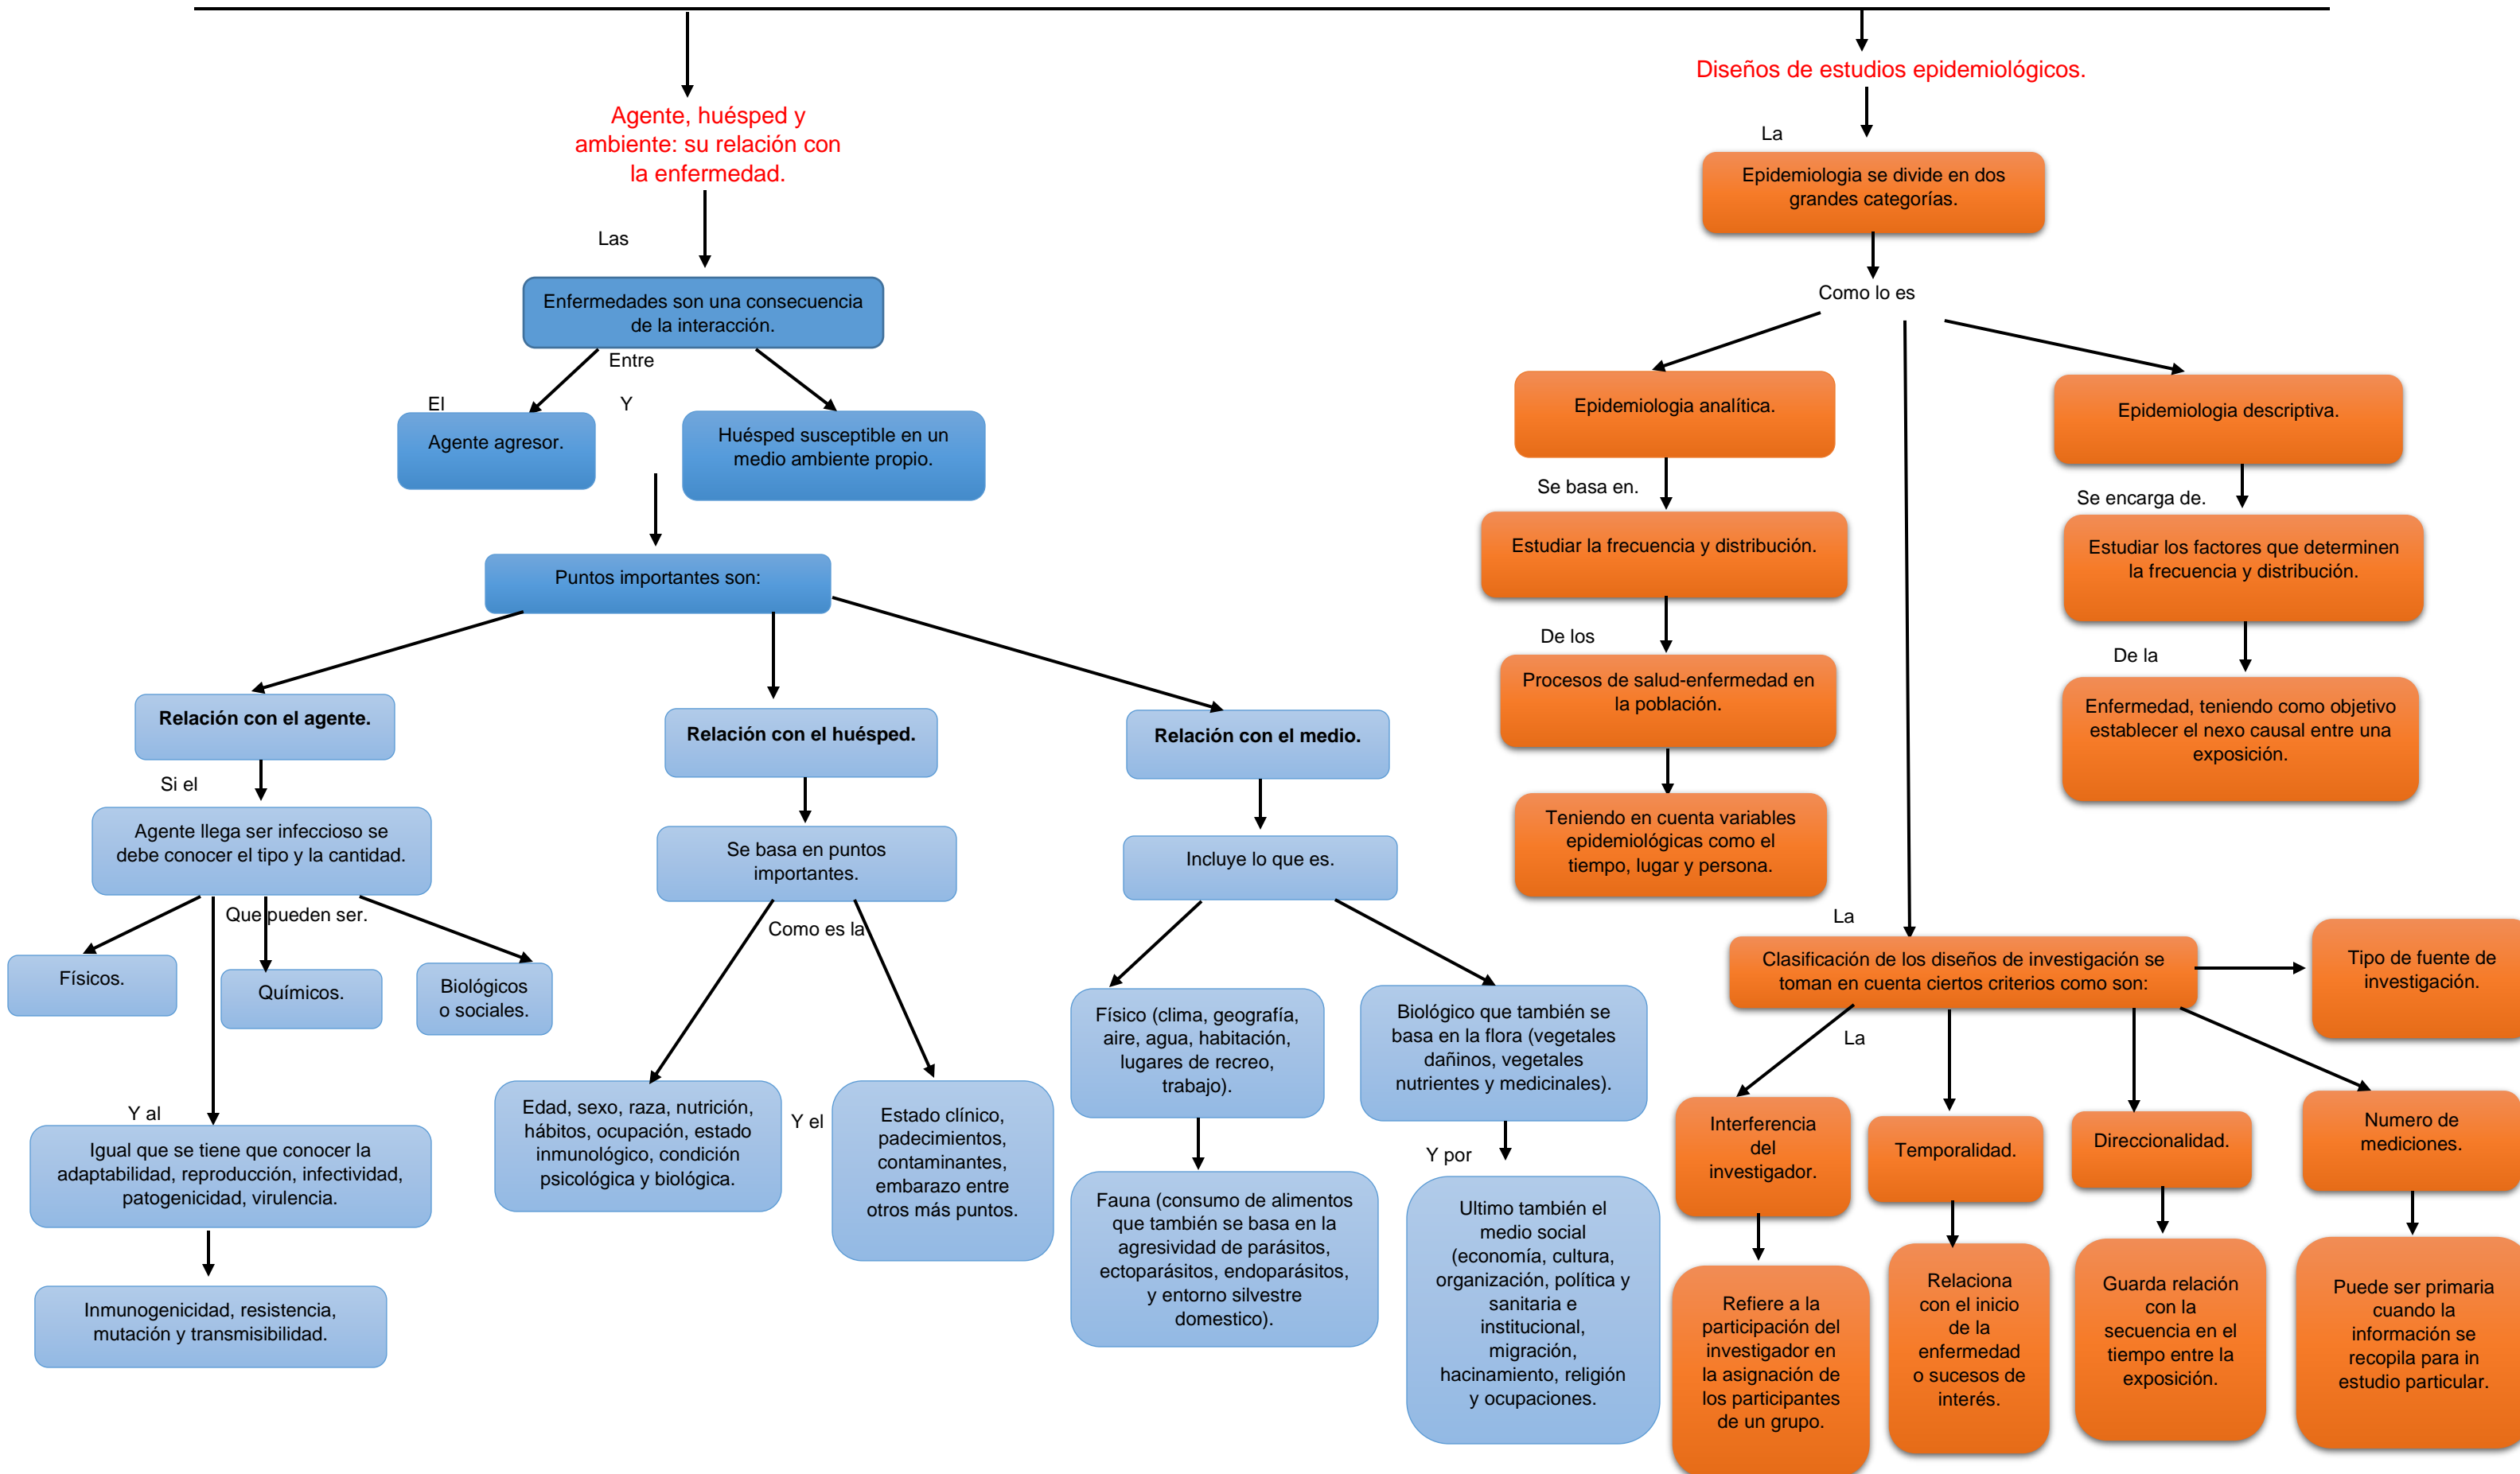 Agente, huésped y
ambiente: su relación con
la enfermedad.
Las
Enfermedades son una consecuencia
de la interacción.
Entre
El
Y
Agente agresor.
Huésped susceptible en un
medio ambiente propio.
Puntos importantes son:
Relación con el agente.
Si el
Agente llega ser infeccioso se
debe conocer el tipo y la cantidad.
Que pueden ser.
Físicos.
Químicos.
Biológicos
o sociales.
Y al
Igual que se tiene que conocer la
adaptabilidad, reproducción, infectividad,
patogenicidad, virulencia.
Inmunogenicidad, resistencia,
mutación y transmisibilidad.
Relación con el huésped.
Se basa en puntos
importantes.
Como es la
Edad, sexo, raza, nutrición,
hábitos, ocupación, estado
inmunológico, condición
psicológica y biológica.
Y el
Estado clínico,
padecimientos,
contaminantes,
embarazo entre
otros más puntos.
Relación con el medio.
Incluye lo que es.
Físico (clima, geografía,
aire, agua, habitación,
lugares de recreo,
trabajo).
Fauna (consumo de alimentos
que también se basa en la
agresividad de parásitos,
ectoparásitos, endoparásitos,
y entorno silvestre
domestico).
Biológico que también se
basa en la flora (vegetales
dañinos, vegetales
nutrientes y medicinales).
Y por
Ultimo también el
medio social
(economía, cultura,
organización, política y
sanitaria e
institucional,
migración,
hacinamiento, religión
y ocupaciones.
Diseños de estudios epidemiológicos.
La
Epidemiologia se divide en dos
grandes categorías.
Como lo es
Epidemiologia analítica.
Se basa en.
Estudiar la frecuencia y distribución.
De los
Procesos de salud-enfermedad en
la población.
Teniendo en cuenta variables
epidemiológicas como el
tiempo, lugar y persona.
Epidemiologia descriptiva.
Se encarga de.
Estudiar los factores que determinen
la frecuencia y distribución.
De la
Enfermedad, teniendo como objetivo
establecer el nexo causal entre una
exposición.
La
Clasificación de los diseños de investigación se
toman en cuenta ciertos criterios como son:
Tipo de fuente de
investigación.
La
Interferencia
del
investigador.
Refiere a la
participación del
investigador en
la asignación de
los participantes
de un grupo.
Temporalidad.
Relaciona
con el inicio
de la
enfermedad
o sucesos de
interés.
Direccionalidad.
Guarda relación
con la
secuencia en el
tiempo entre la
exposición.
Numero de
mediciones.
Puede ser primaria
cuando la
información se
recopila para in
estudio particular.